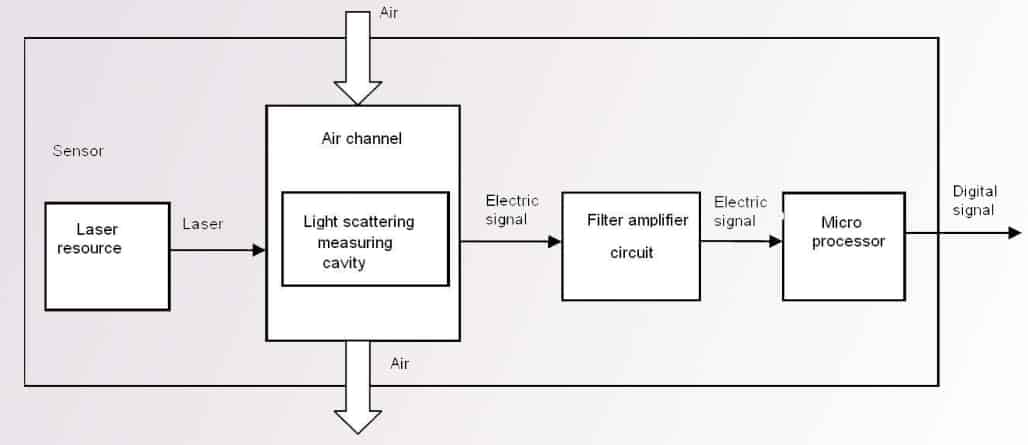 Air
Sensor
Laser
resource
Laser
Air channel
Light scattering
measuring
cavity
Electric
signal
Filter amplifier
circuit
Electric
signal
Micro
processor
Digital
signal
Air